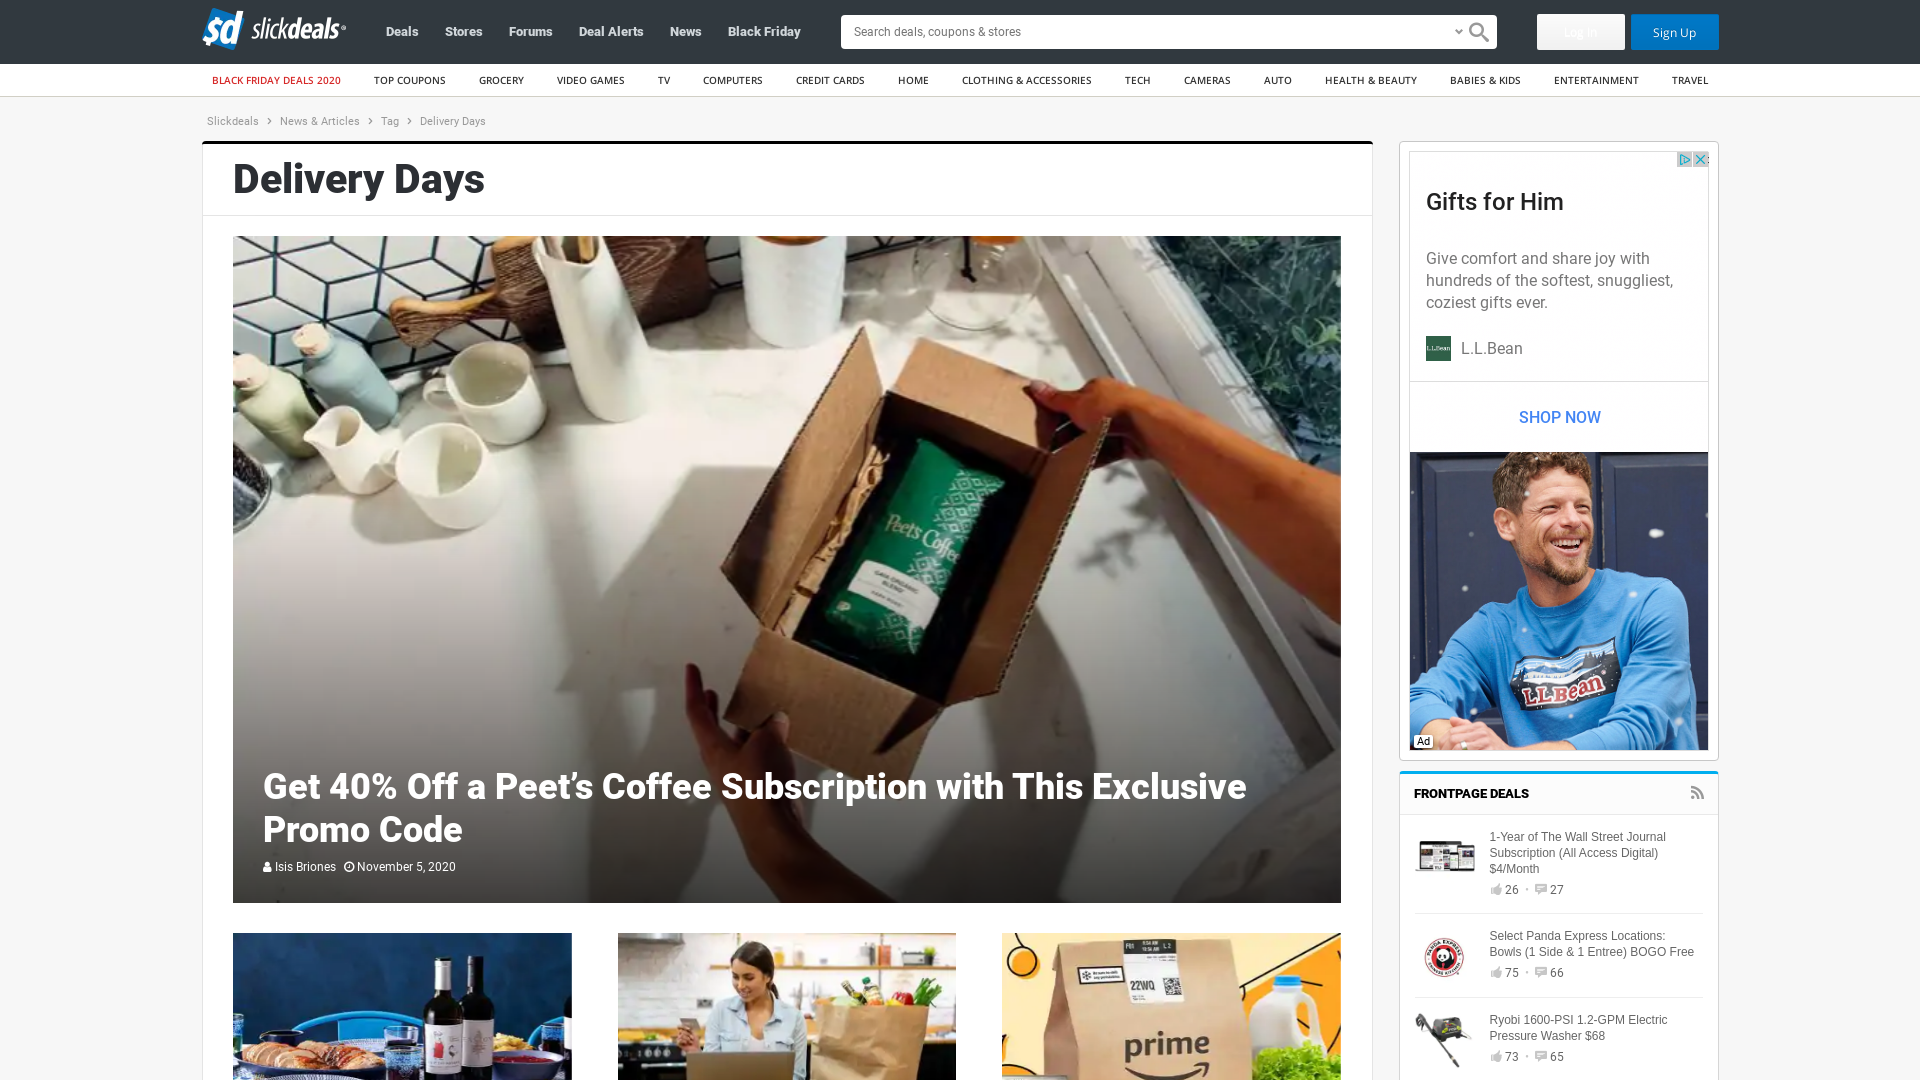 sd slickdeals
Deals
Stores
Forums
Deal Alerts
News
Black Friday
Search deals, coupons & stores
Log In
Sign Up
BLACK FRIDAY DEALS 2020
TOP COUPONS
GROCERY
VIDEO GAMES
TV
COMPUTERS
CREDIT CARDS
HOME
CLOTHING & ACCESSORIES
TECH
CAMERAS
AUTO
HEALTH & BEAUTY
BABIES & KIDS
ENTERTAINMENT
TRAVEL
Slickdeals > News & Articles > Tag > Delivery Days
Delivery Days
Peet's Coffee
Get 40% Off a Peet’s Coffee Subscription with This Exclusive
Promo Code
Isis Briones November 5, 2020
22WQ
prime
Gifts for Him
Give comfort and share joy with
hundreds of the softest, snuggliest,
coziest gifts ever.
L.L.Bean
L.L.Bean
SHOP NOW
L.L.Bean
Ad
FRONTPAGE DEALS
1-Year of The Wall Street Journal
Subscription (All Access Digital)
$4/Month
26 • 27
PANDA EXPRESS
CHINESE KITCHEN
Select Panda Express Locations:
Bowls (1 Side & 1 Entree) BOGO Free
75 • 66
Ryobi 1600-PSI 1.2-GPM Electric
Pressure Washer $68
73 • 65